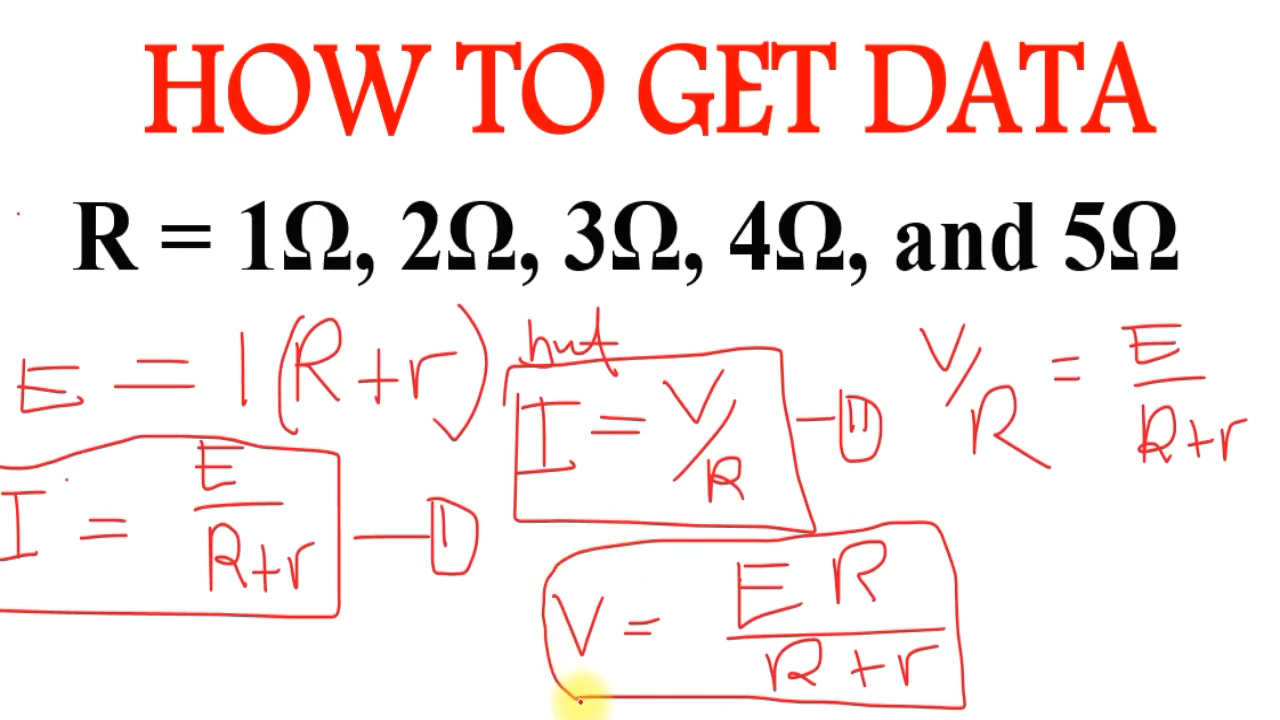 HOW TO GET DATA
R = 1Ω, 2Ω, 3Ω, 4Ω, and 5Ω
E = I(R+r) but I = V/R —(II)
V/R = E/R+r
I = E/R+r —(I)
V = ER/R+r